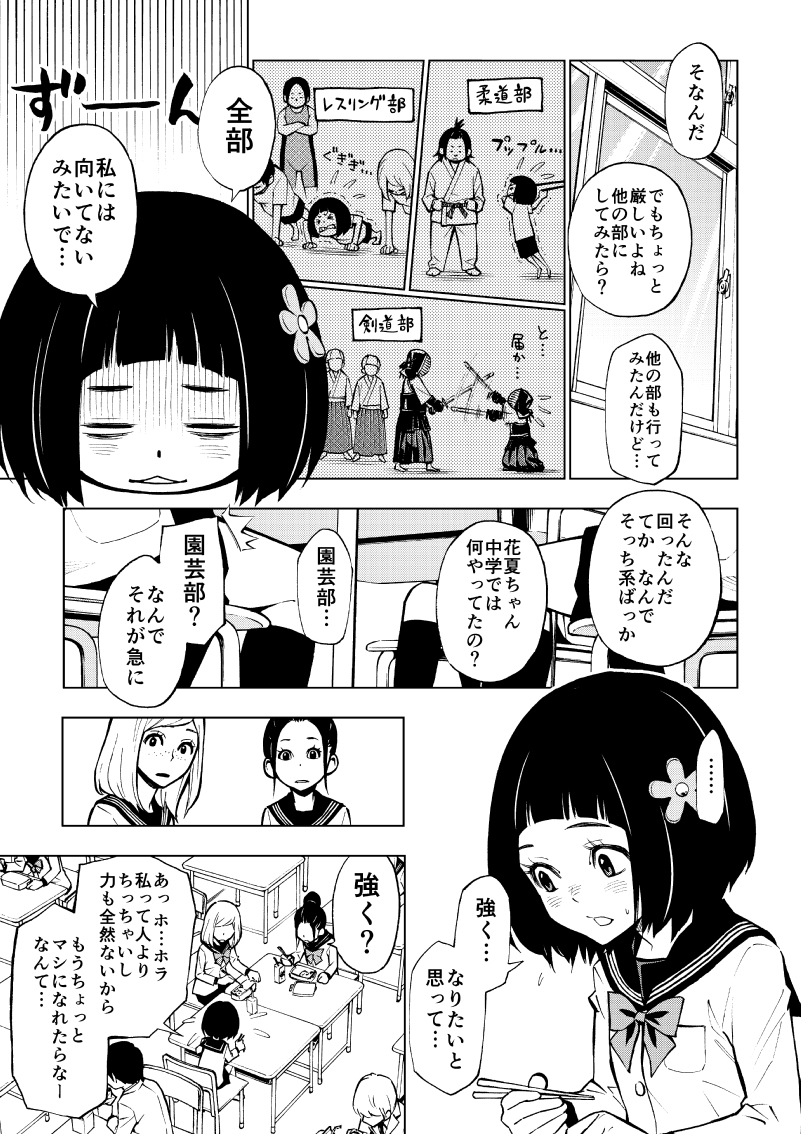 そなんだ
でもちょっと
厳しいよね
他の部に
してみたら？
他の部も行って
みたんだけど…
柔道部
プップル…
レスリング部
ぐぎぎ…
剣道部
と…
届か…
全部
私には
向いてない
みたいで…
ずーん
そんな
回ったんだ
てか なんで
そっち系ばっか
花夏ちゃん
中学では
何やってたの？
園芸部…
園芸部？
なんで
それが急に
……
強く…
なりたいと
思って…
強く？
あっ ホ…ホラ
私って人より
ちっちゃいし
力も全然ないから
もうちょっと
マシになれたらなー
なんて…